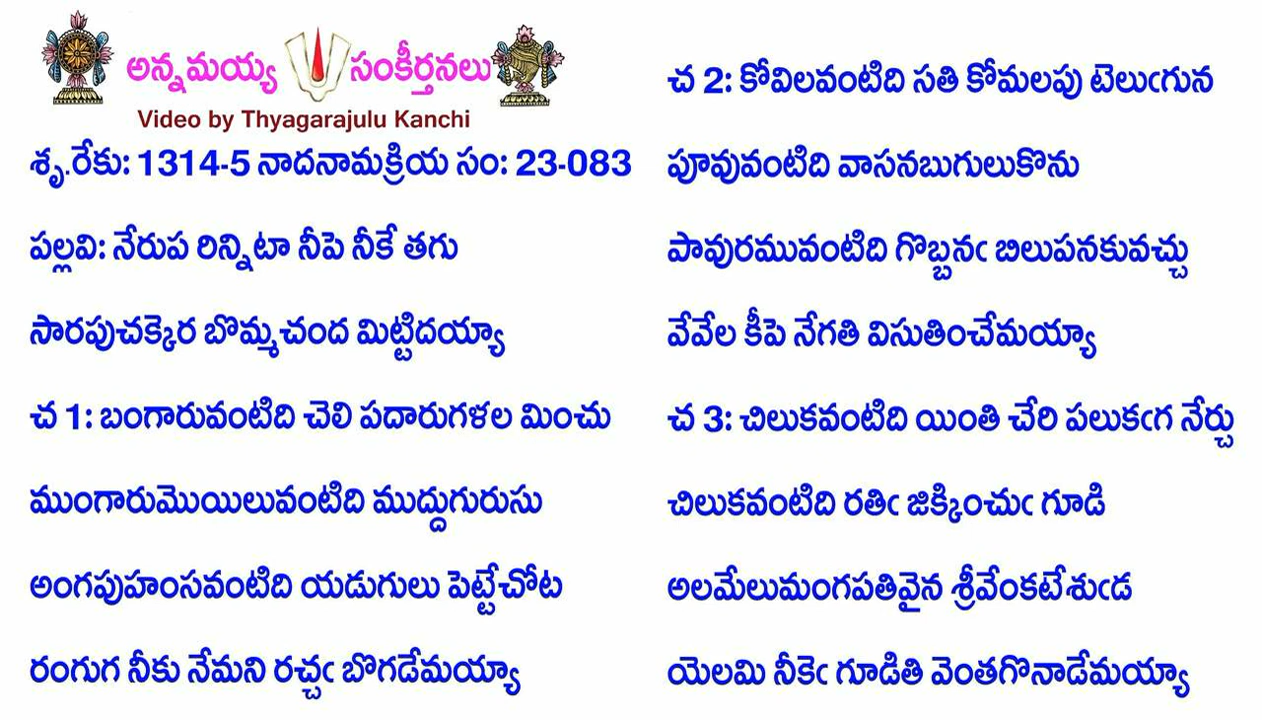 అన్నమయ్య సంకీర్తనలు
Video by Thyagarajulu Kanchi
శృ.రేకు: 1314-5 నాదనామక్రియ సం: 23-083
పల్లవి: నేరుప రిన్నిటా నీపె నీకే తగు
సారపుచక్కెర బొమ్మచంద మిట్టిదయ్యా
చ 1: బంగారువంటిది చెలి పదారుగళల మించు
ముంగారుమొయిలువంటిది ముద్దుగురుసు
అంగపుహంసవంటిది యడుగులు పెట్టేచోట
రంగుగ నీకు నేమని రచ్చఁ బొగడేమయ్యా
చ 2: కోవిలవంటిది సతి కోమలపు టెలుఁగున
పూవువంటిది వాసనబుగులుకొను
పావురమువంటిది గొబ్బనఁ బిలుపనకువచ్చు
వేవేల కీపె నేగతి విసుతించేమయ్యా
చ 3: చిలుకవంటిది యింతి చేరి పలుకఁగ నేర్చు
చిలుకవంటిది రతిఁ జిక్కించుఁ గూడి
అలమేలుమంగపతివైన శ్రీవేంకటేశుఁడ
యెలమి నీకెఁ గూడితి వెంతగొనాడేమయ్యా